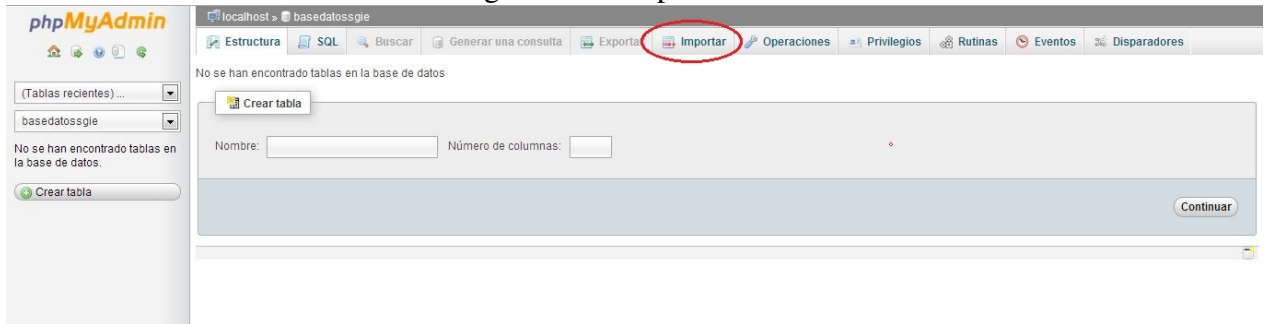 phpMyAdmin
(Tablas recientes) ...
basedatossgie
No se han encontrado tablas en
la base de datos.
Crear tabla
localhost » basedatossgie
Estructura SQL Buscar Generar una consulta Exportar Importar Operaciones Privilegios Rutinas Eventos Disparadores
No se han encontrado tablas en la base de datos
Crear tabla
Nombre: Número de columnas:
Continuar